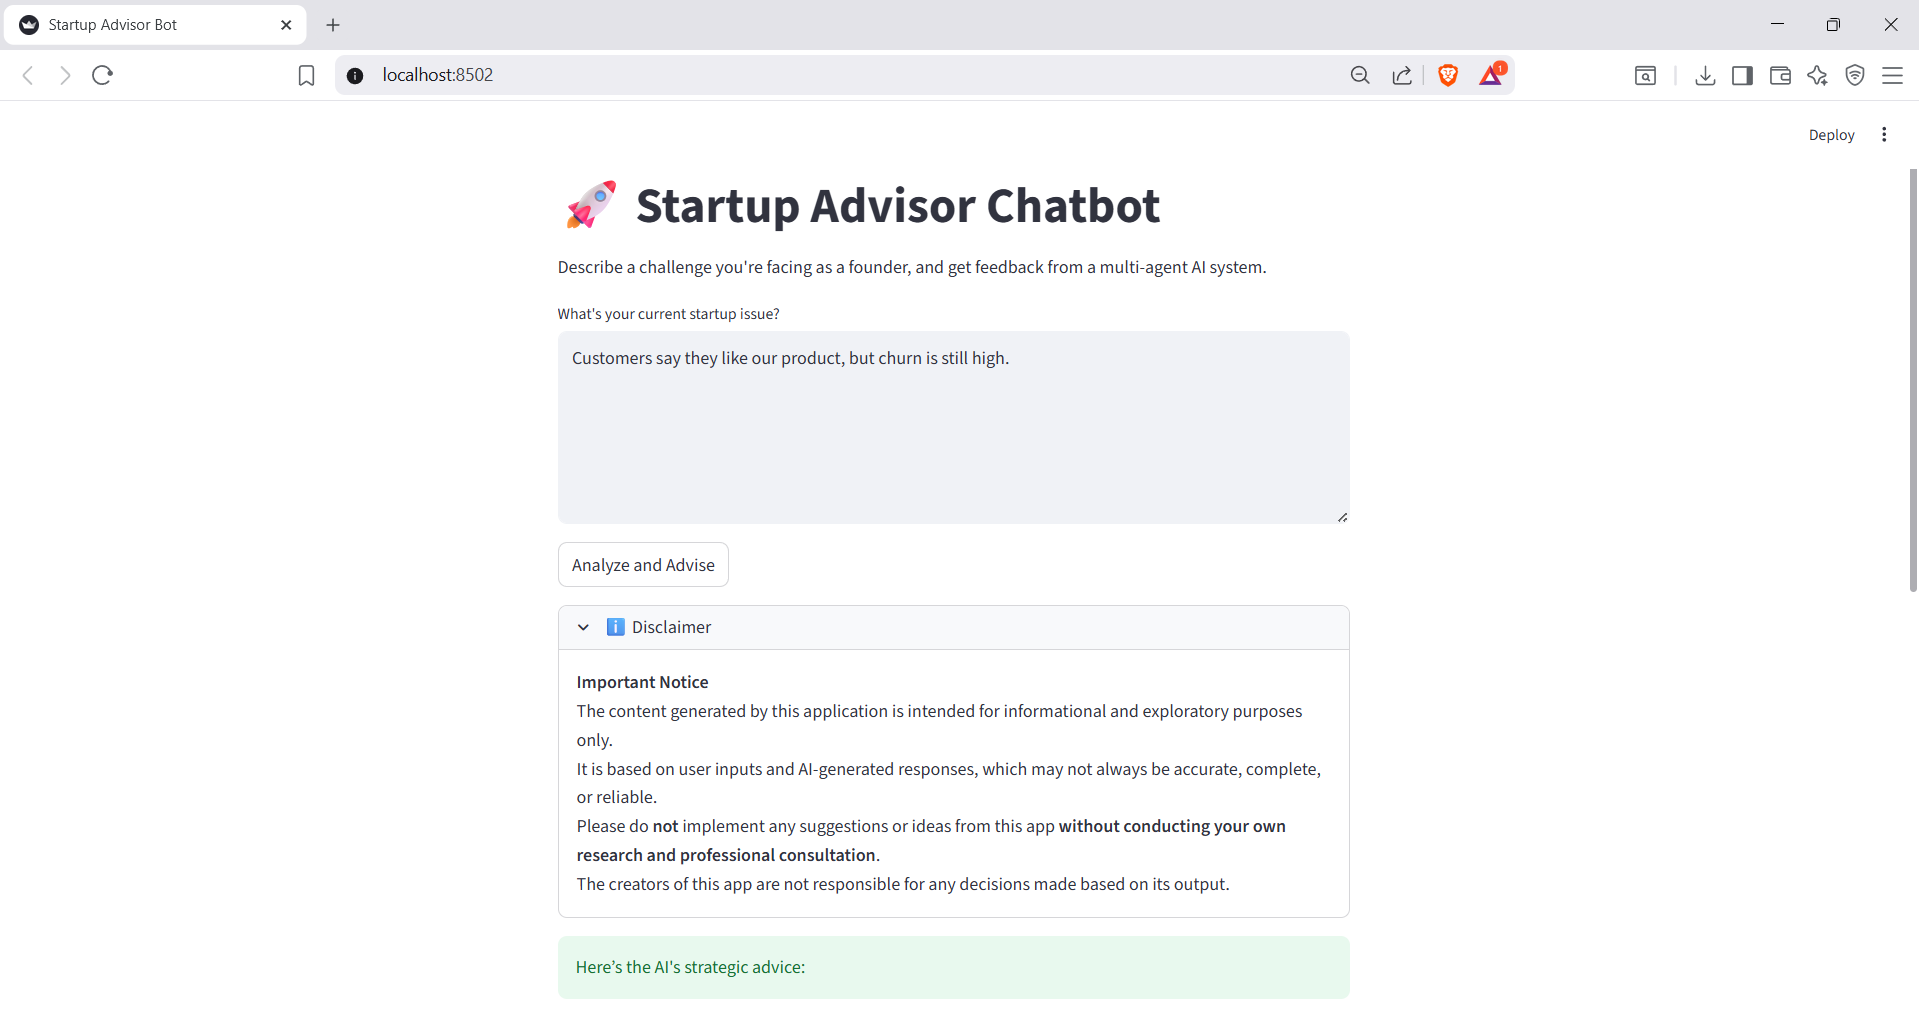 Startup Advisor Bot
localhost:8502
1
Deploy
🚀 Startup Advisor Chatbot
Describe a challenge you're facing as a founder, and get feedback from a multi-agent AI system.
What's your current startup issue?
Customers say they like our product, but churn is still high.
Analyze and Advise
ℹ️ Disclaimer
Important Notice
The content generated by this application is intended for informational and exploratory purposes
only.
It is based on user inputs and AI-generated responses, which may not always be accurate, complete,
or reliable.
Please do not implement any suggestions or ideas from this app without conducting your own
research and professional consultation.
The creators of this app are not responsible for any decisions made based on its output.
Here’s the AI's strategic advice: